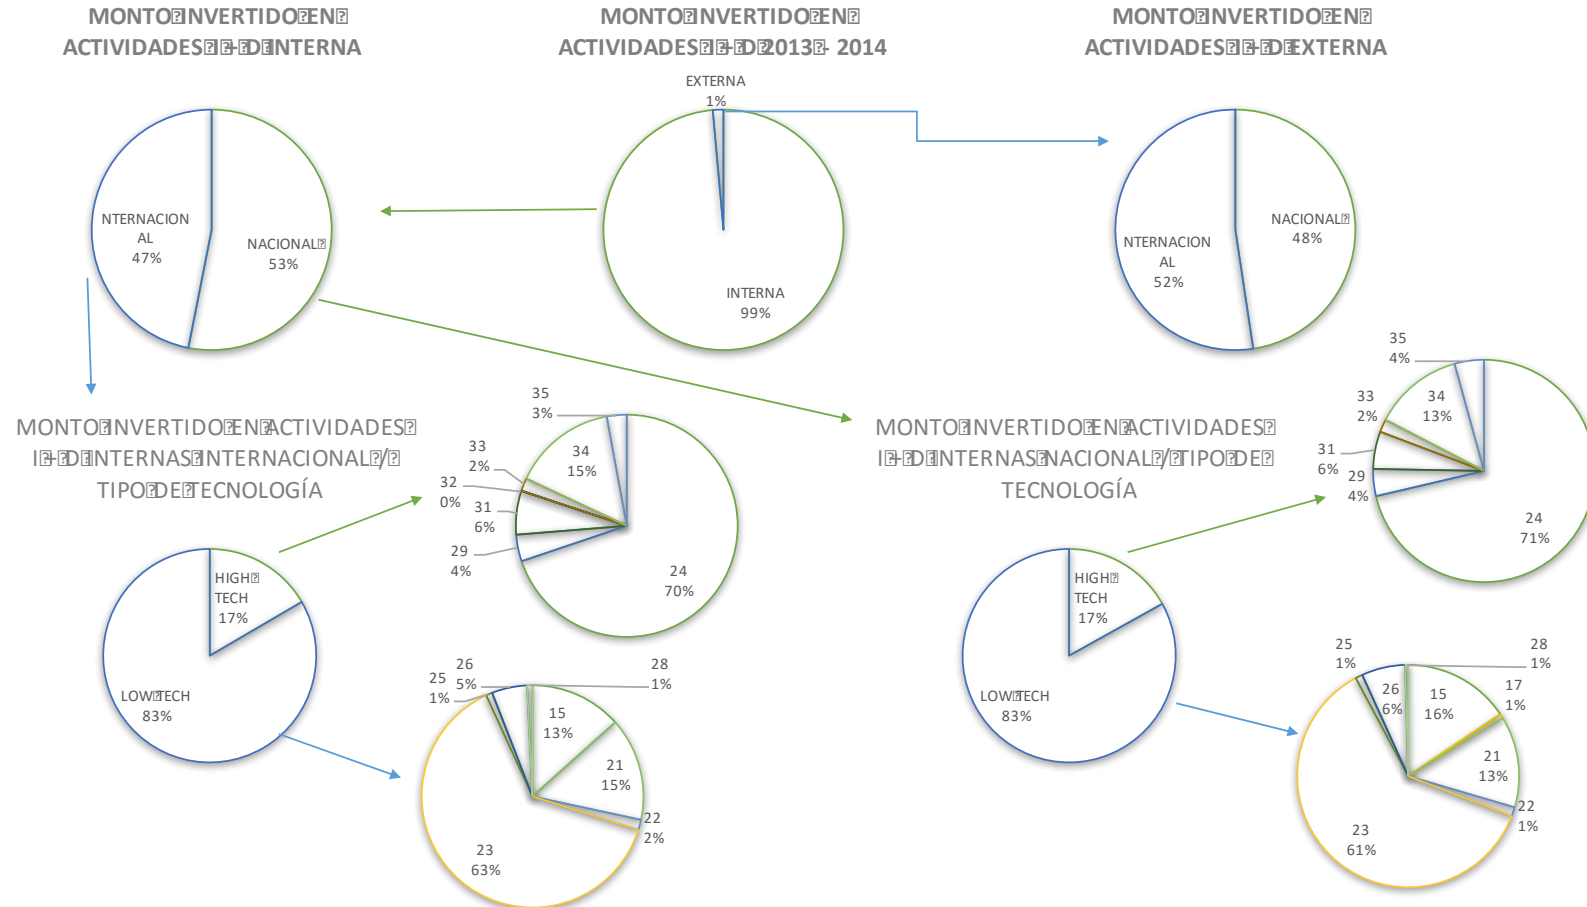 MONTO INVERTIDO EN
ACTIVIDADES I + D INTERNA
MONTO INVERTIDO EN
ACTIVIDADES I + D 2013 - 2014
MONTO INVERTIDO EN
ACTIVIDADES I + D EXTERNA
NTERNACION
AL
47%
NACIONAL
53%
EXTERNA
1%
INTERNA
99%
NTERNACION
AL
52%
NACIONAL
48%
MONTO INVERTIDO EN ACTIVIDADES
I + D INTERNAS INTERNACIONAL /
TIPO DE TECNOLOGÍA
HIGH
TECH
17%
LOW TECH
83%
35
3%
33
2%
34
15%
32
0%
31
6%
29
4%
24
70%
25
1%
26
5%
28
1%
15
13%
21
15%
22
2%
23
63%
MONTO INVERTIDO EN ACTIVIDADES
I + D INTERNAS NACIONAL / TIPO DE
TECNOLOGÍA
HIGH
TECH
17%
LOW TECH
83%
35
4%
33
2%
34
13%
31
6%
29
4%
24
71%
25
1%
26
6%
28
1%
15
16%
17
1%
21
13%
22
1%
23
61%